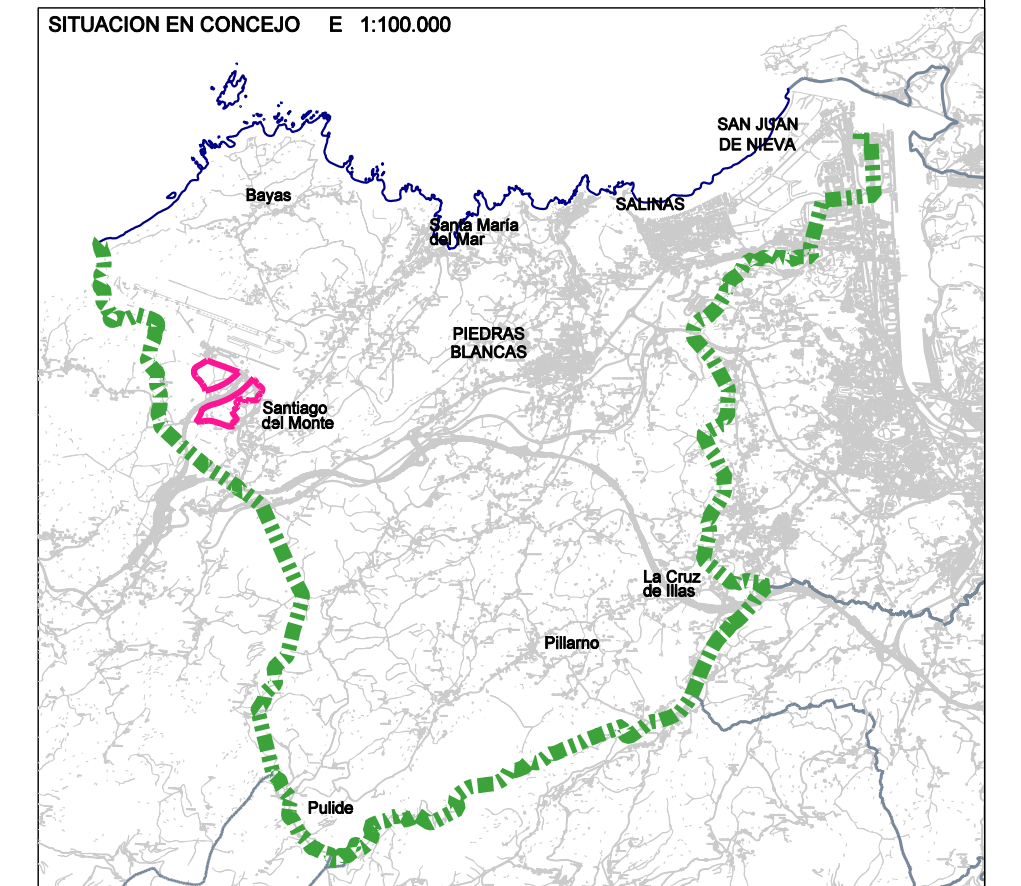 SITUACION EN CONCEJO E 1:100.000
SAN JUAN
DE NIEVA
Bayas
SALINAS
Santa María
del Mar
PIEDRAS
BLANCAS
Santiago
del Monte
La Cruz
de Illas
Pillarno
Pulide